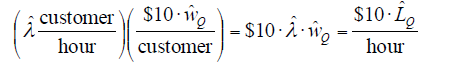 (λ̂ customer/hour)($10·ŵ_Q/customer) = $10·λ̂·ŵ_Q = $10·L̂_Q/hour